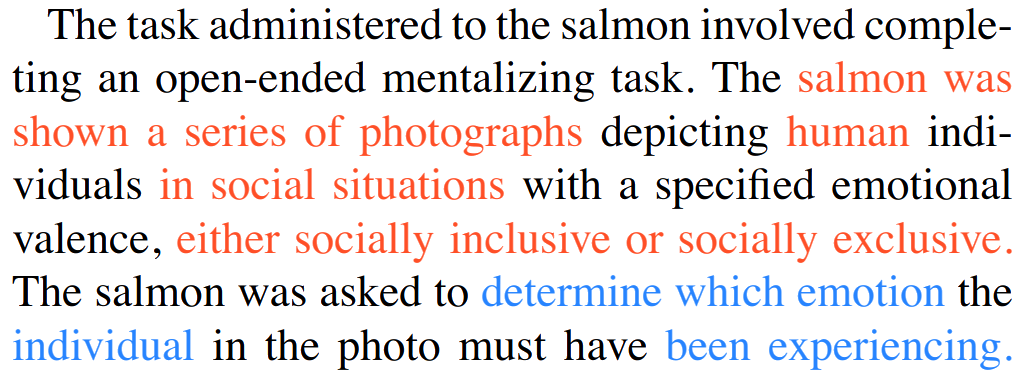 The task administered to the salmon involved comple-
ting an open-ended mentalizing task. The salmon was
shown a series of photographs depicting human indi-
viduals in social situations with a specified emotional
valence, either socially inclusive or socially exclusive.
The salmon was asked to determine which emotion the
individual in the photo must have been experiencing.